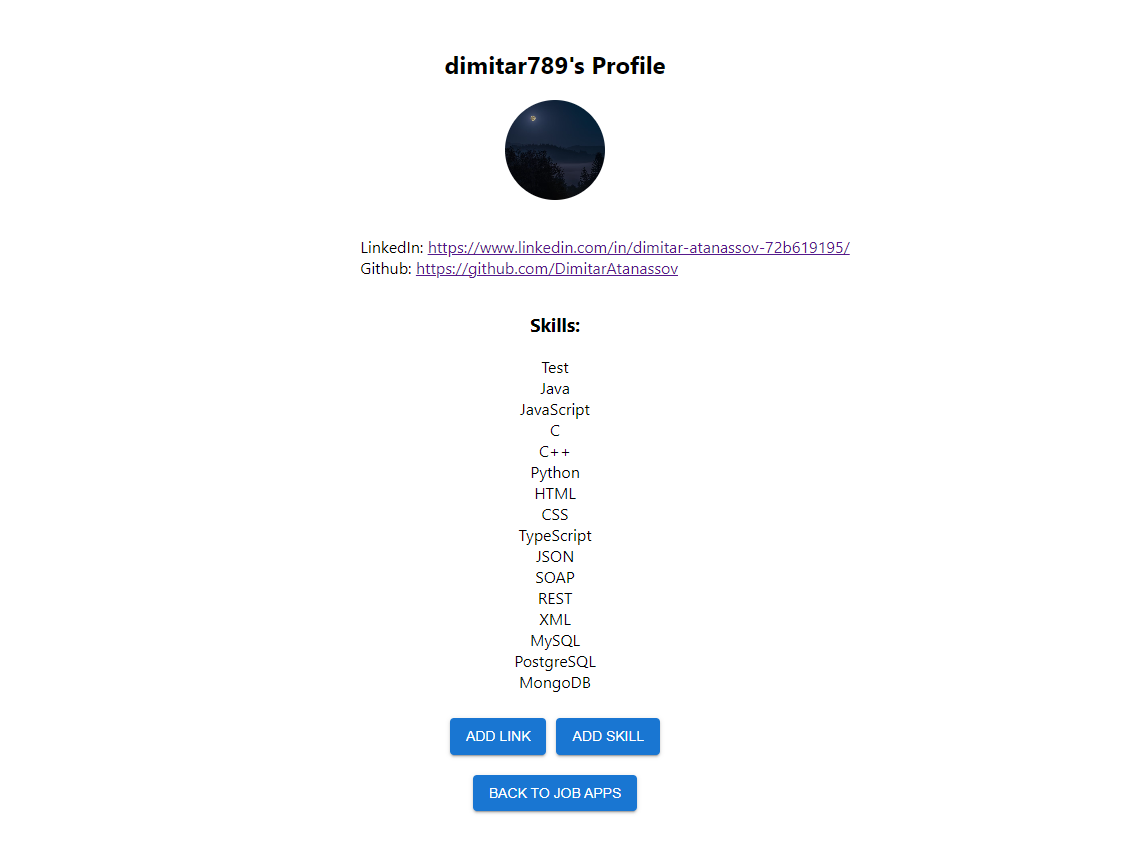 dimitar789's Profile
LinkedIn: https://www.linkedin.com/in/dimitar-atanassov-72b619195/
Github: https://github.com/DimitarAtanassov
Skills:
Test
Java
JavaScript
C
C++
Python
HTML
CSS
TypeScript
JSON
SOAP
REST
XML
MySQL
PostgreSQL
MongoDB
ADD LINK ADD SKILL
BACK TO JOB APPS